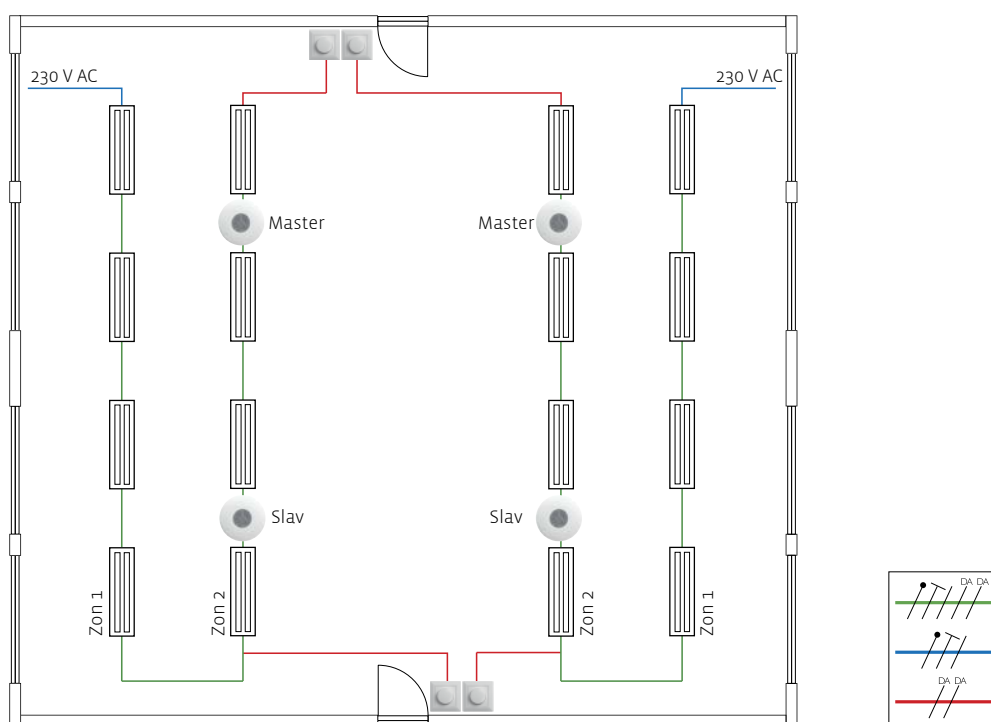 230 V AC
230 V AC
Master
Master
Slav
Slav
Zon 1
Zon 2
Zon 2
Zon 1
DA DA
DA DA